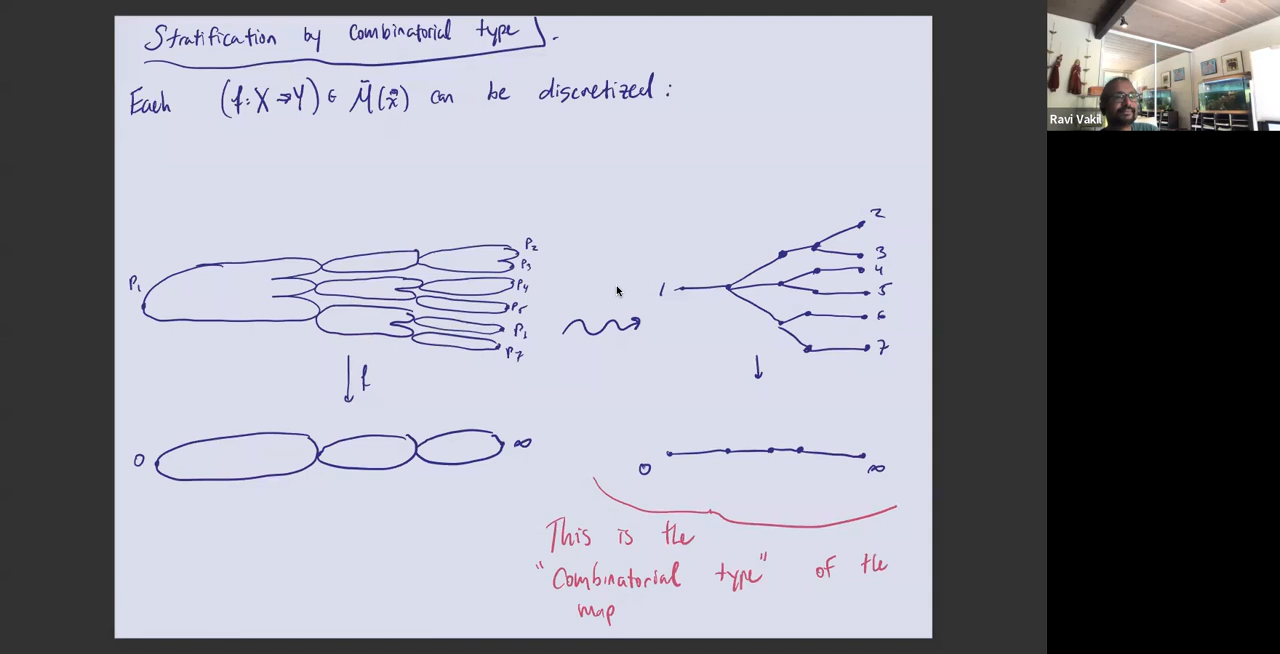 Stratification by Combinatorial type.
Ravi Vakil
Each (f: X → Y) ∈ M̄(x⃗) can be discretized:
P1
P2
P3
P4
P5
P1
P7
1
2
3
4
5
6
7
f
0
∞
0
∞
This is the
"Combinatorial type" of the
map